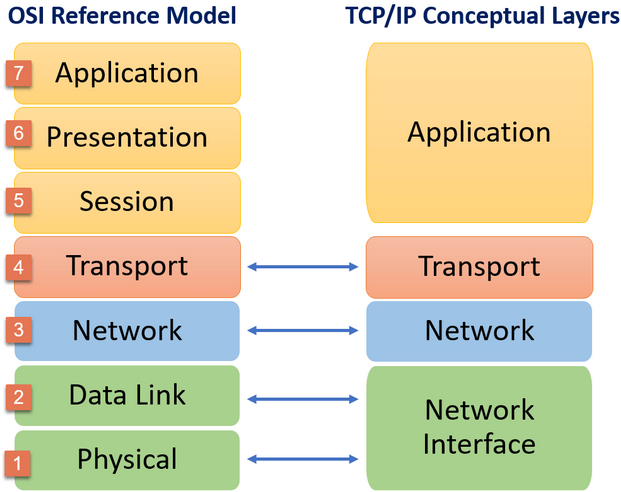 OSI Reference Model
TCP/IP Conceptual Layers
7 Application
6 Presentation
5 Session
4 Transport
3 Network
2 Data Link
1 Physical
Application
Transport
Network
Network
Interface